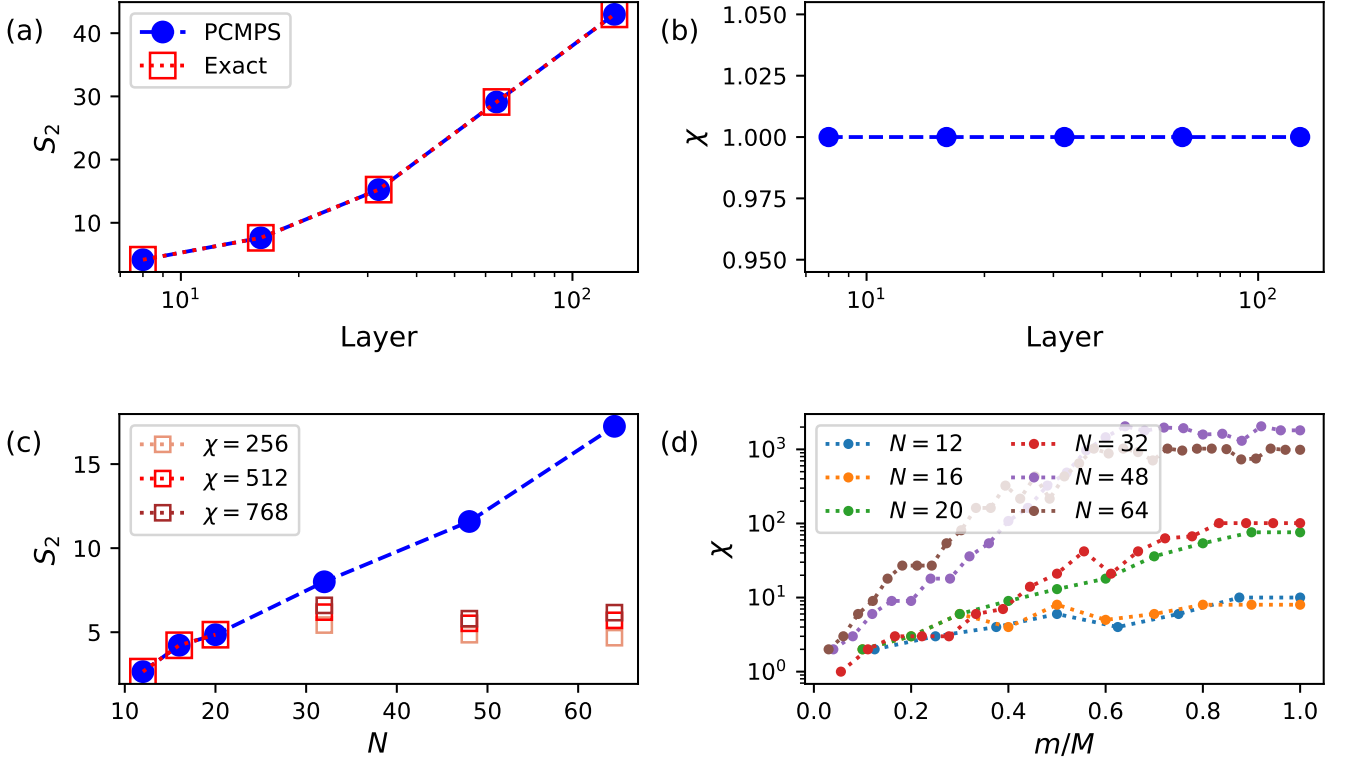 (a)
PCMPS
Exact
40
30
20
10
S₂
10¹
10²
Layer
(b)
1.050
1.025
1.000
0.975
0.950
χ
10¹
10²
Layer
(c)
χ = 256
χ = 512
χ = 768
15
10
5
S₂
10
20
30
40
50
60
N
(d)
N = 12
N = 16
N = 20
N = 32
N = 48
N = 64
10³
10²
10¹
10⁰
χ
0.0
0.2
0.4
0.6
0.8
1.0
m/M